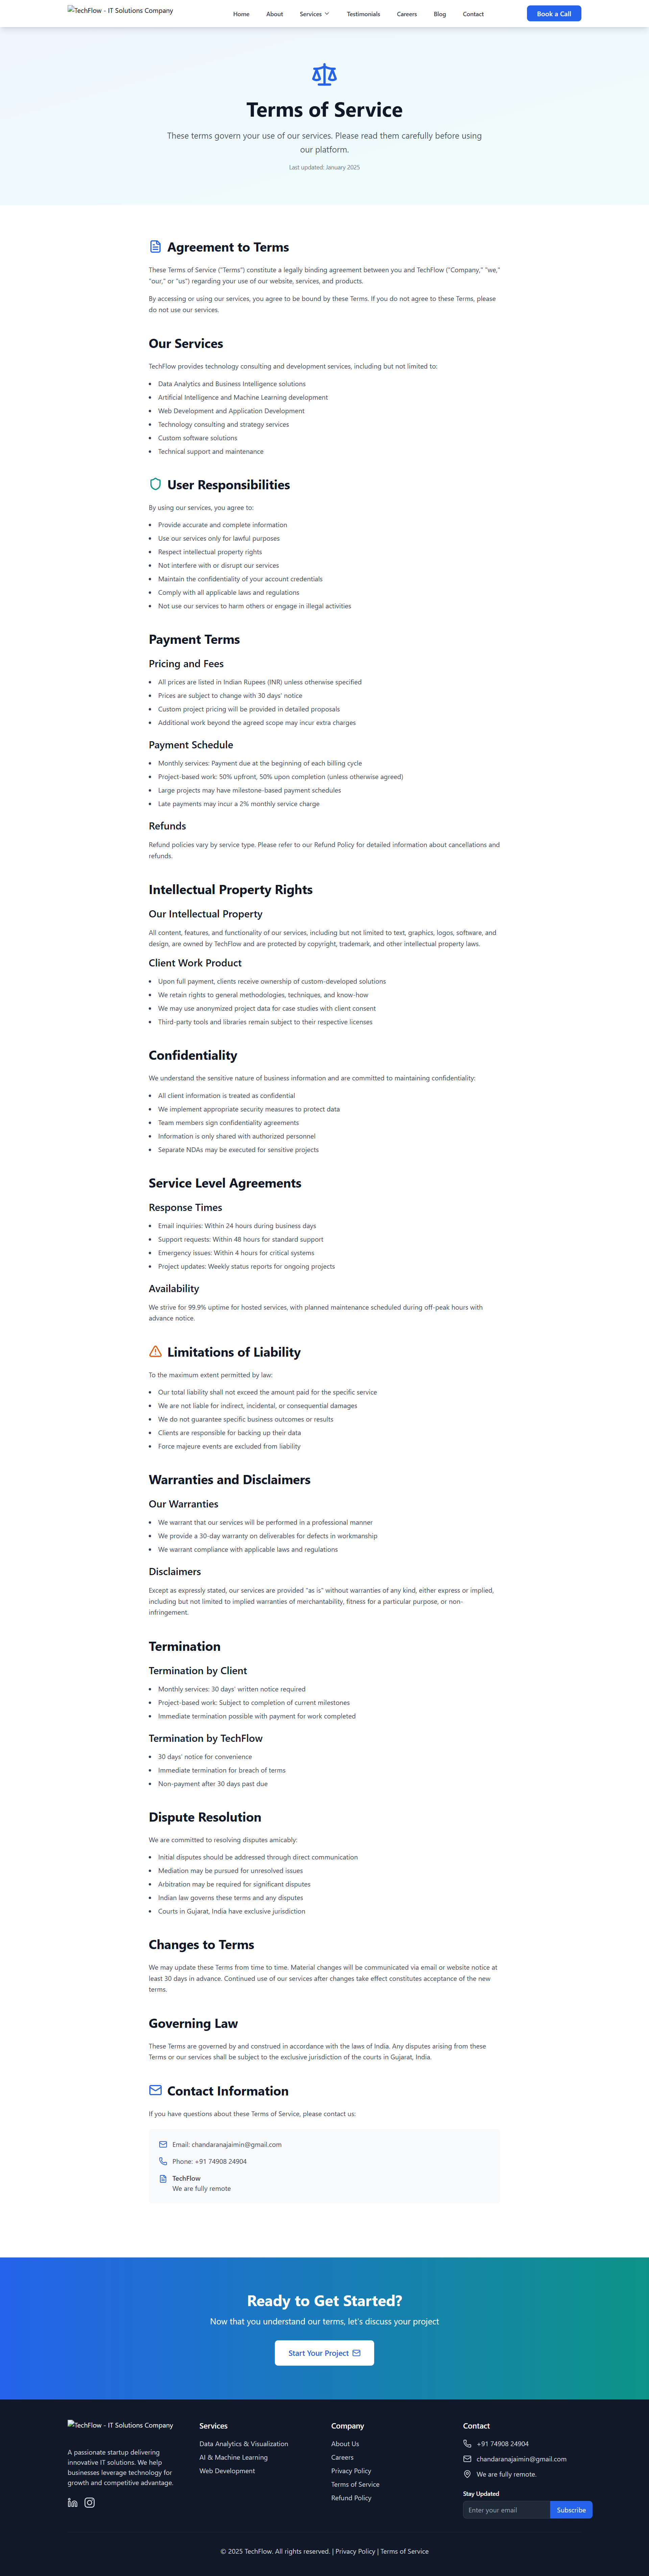 TechFlow - IT Solutions Company
Home
About
Services
Testimonials
Careers
Blog
Contact
Book a Call
Terms of Service
These terms govern your use of our services. Please read them carefully before using
our platform.
Last updated: January 2025
Agreement to Terms
These Terms of Service ("Terms") constitute a legally binding agreement between you and TechFlow ("Company," "we,"
"our," or "us") regarding your use of our website, services, and products.
By accessing or using our services, you agree to be bound by these Terms. If you do not agree to these Terms, please
do not use our services.
Our Services
TechFlow provides technology consulting and development services, including but not limited to:
• Data Analytics and Business Intelligence solutions
• Artificial Intelligence and Machine Learning development
• Web Development and Application Development
• Technology consulting and strategy services
• Custom software solutions
• Technical support and maintenance
User Responsibilities
By using our services, you agree to:
• Provide accurate and complete information
• Use our services only for lawful purposes
• Respect intellectual property rights
• Not interfere with or disrupt our services
• Maintain the confidentiality of your account credentials
• Comply with all applicable laws and regulations
• Not use our services to harm others or engage in illegal activities
Payment Terms
Pricing and Fees
• All prices are listed in Indian Rupees (INR) unless otherwise specified
• Prices are subject to change with 30 days' notice
• Custom project pricing will be provided in detailed proposals
• Additional work beyond the agreed scope may incur extra charges
Payment Schedule
• Monthly services: Payment due at the beginning of each billing cycle
• Project-based work: 50% upfront, 50% upon completion (unless otherwise agreed)
• Large projects may have milestone-based payment schedules
• Late payments may incur a 2% monthly service charge
Refunds
Refund policies vary by service type. Please refer to our Refund Policy for detailed information about cancellations and
refunds.
Intellectual Property Rights
Our Intellectual Property
All content, features, and functionality of our services, including but not limited to text, graphics, logos, software, and
design, are owned by TechFlow and are protected by copyright, trademark, and other intellectual property laws.
Client Work Product
• Upon full payment, clients receive ownership of custom-developed solutions
• We retain rights to general methodologies, techniques, and know-how
• We may use anonymized project data for case studies with client consent
• Third-party tools and libraries remain subject to their respective licenses
Confidentiality
We understand the sensitive nature of business information and are committed to maintaining confidentiality:
• All client information is treated as confidential
• We implement appropriate security measures to protect data
• Team members sign confidentiality agreements
• Information is only shared with authorized personnel
• Separate NDAs may be executed for sensitive projects
Service Level Agreements
Response Times
• Email inquiries: Within 24 hours during business days
• Support requests: Within 48 hours for standard support
• Emergency issues: Within 4 hours for critical systems
• Project updates: Weekly status reports for ongoing projects
Availability
We strive for 99.9% uptime for hosted services, with planned maintenance scheduled during off-peak hours with
advance notice.
Limitations of Liability
To the maximum extent permitted by law:
• Our total liability shall not exceed the amount paid for the specific service
• We are not liable for indirect, incidental, or consequential damages
• We do not guarantee specific business outcomes or results
• Clients are responsible for backing up their data
• Force majeure events are excluded from liability
Warranties and Disclaimers
Our Warranties
• We warrant that our services will be performed in a professional manner
• We provide a 30-day warranty on deliverables for defects in workmanship
• We warrant compliance with applicable laws and regulations
Disclaimers
Except as expressly stated, our services are provided "as is" without warranties of any kind, either express or implied,
including but not limited to implied warranties of merchantability, fitness for a particular purpose, or non-
infringement.
Termination
Termination by Client
• Monthly services: 30 days' written notice required
• Project-based work: Subject to completion of current milestones
• Immediate termination possible with payment for work completed
Termination by TechFlow
• 30 days' notice for convenience
• Immediate termination for breach of terms
• Non-payment after 30 days past due
Dispute Resolution
We are committed to resolving disputes amicably:
• Initial disputes should be addressed through direct communication
• Mediation may be pursued for unresolved issues
• Arbitration may be required for significant disputes
• Indian law governs these terms and any disputes
• Courts in Gujarat, India have exclusive jurisdiction
Changes to Terms
We may update these Terms from time to time. Material changes will be communicated via email or website notice at
least 30 days in advance. Continued use of our services after changes take effect constitutes acceptance of the new
terms.
Governing Law
These Terms are governed by and construed in accordance with the laws of India. Any disputes arising from these
Terms or our services shall be subject to the exclusive jurisdiction of the courts in Gujarat, India.
Contact Information
If you have questions about these Terms of Service, please contact us:
Email: chandaranajaimin@gmail.com
Phone: +91 74908 24904
TechFlow
We are fully remote
Ready to Get Started?
Now that you understand our terms, let's discuss your project
Start Your Project
TechFlow - IT Solutions Company
A passionate startup delivering
innovative IT solutions. We help
businesses leverage technology for
growth and competitive advantage.
Services
Data Analytics & Visualization
AI & Machine Learning
Web Development
Company
About Us
Careers
Privacy Policy
Terms of Service
Refund Policy
Contact
+91 74908 24904
chandaranajaimin@gmail.com
We are fully remote.
Stay Updated
Enter your email
Subscribe
© 2025 TechFlow. All rights reserved. | Privacy Policy | Terms of Service